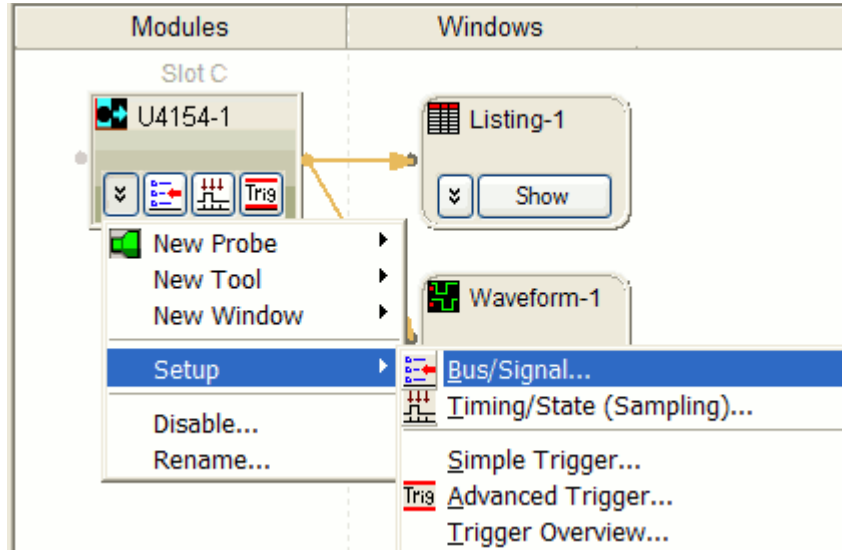 Modules
Windows
Slot C
U4154-1
Listing-1
Trig
Show
New Probe
New Tool
New Window
Waveform-1
Setup
Bus/Signal...
Timing/State (Sampling)...
Disable...
Rename...
Simple Trigger...
Trig Advanced Trigger...
Trigger Overview...